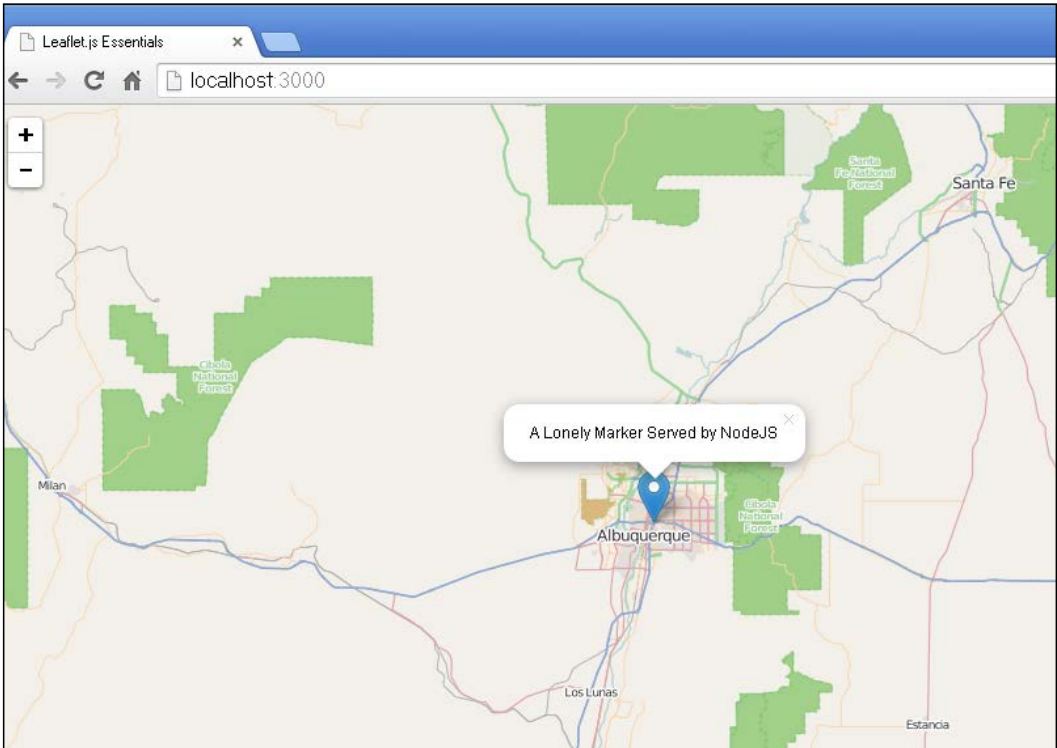 Leaflet.js Essentials
localhost:3000
+
−
Santa
Fe National
Forest
Santa Fe
Cibola
National
Forest
A Lonely Marker Served by NodeJS
×
Milan
Cibola
National
Forest
Albuquerque
Los Lunas
Estancia